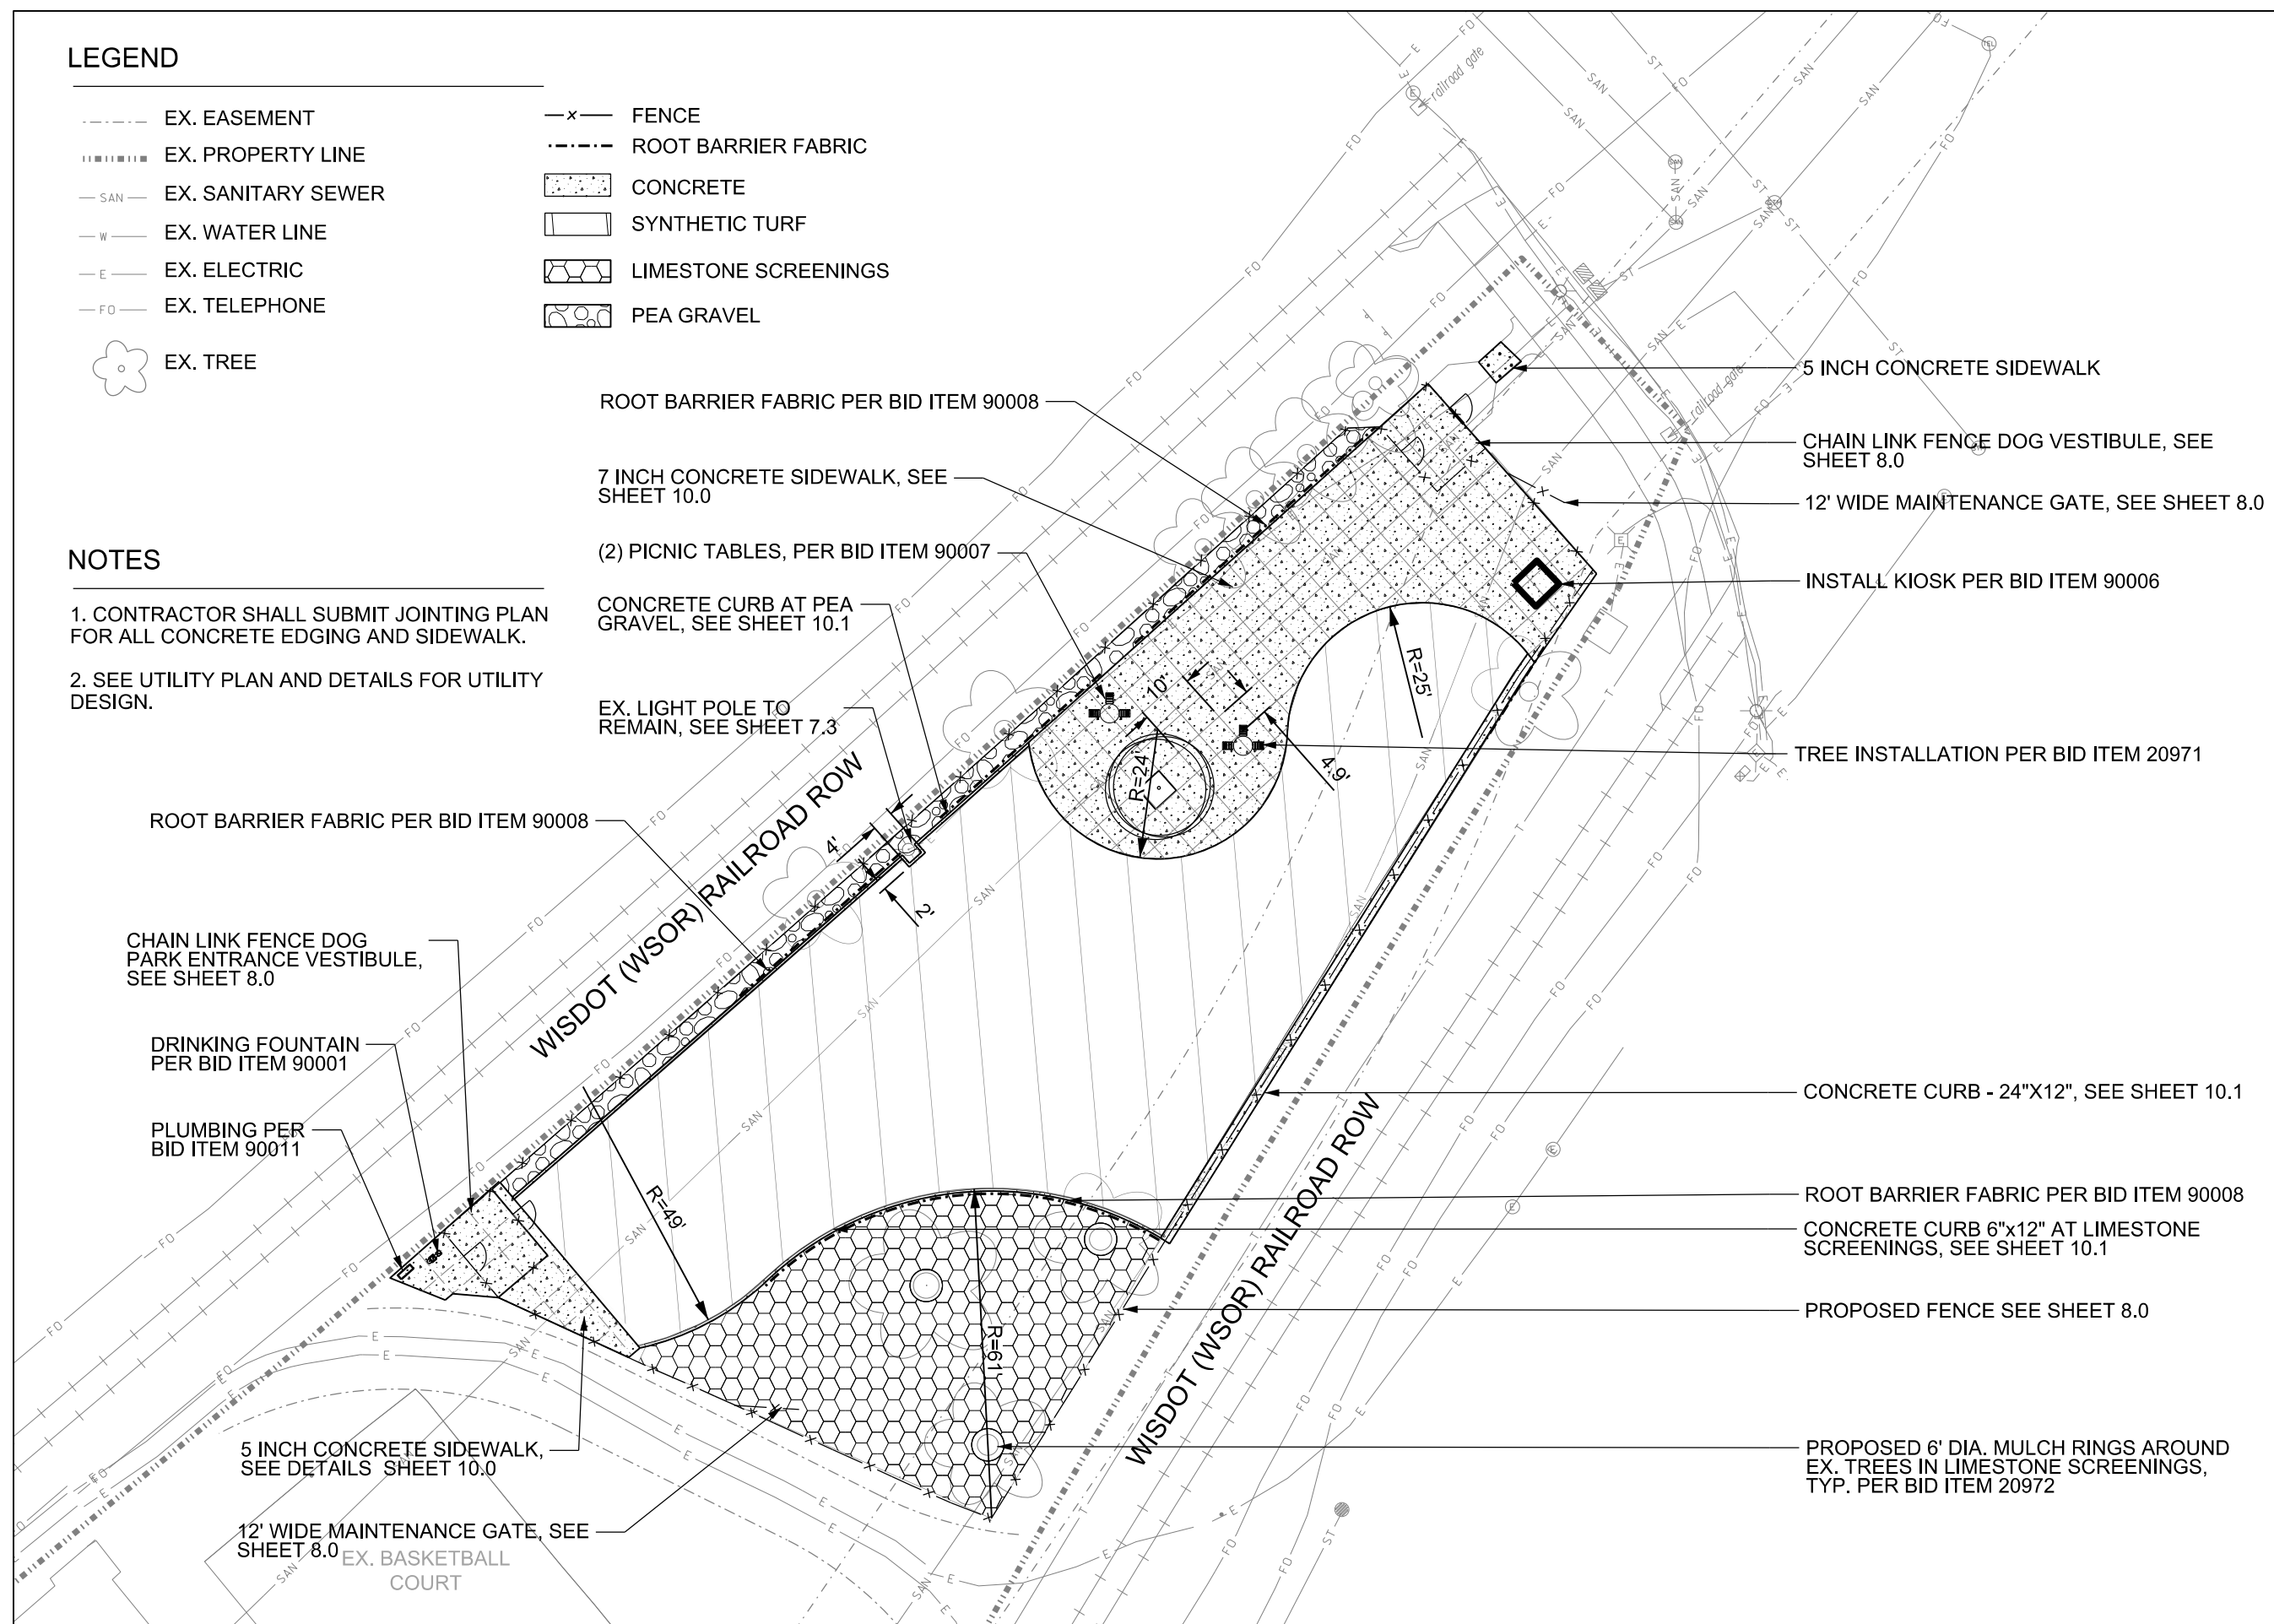 LEGEND
EX. EASEMENT
EX. PROPERTY LINE
SAN
EX. SANITARY SEWER
W
EX. WATER LINE
E
EX. ELECTRIC
FO
EX. TELEPHONE
EX. TREE
x
FENCE
ROOT BARRIER FABRIC
CONCRETE
SYNTHETIC TURF
LIMESTONE SCREENINGS
PEA GRAVEL
NOTES
1. CONTRACTOR SHALL SUBMIT JOINTING PLAN
FOR ALL CONCRETE EDGING AND SIDEWALK.
2. SEE UTILITY PLAN AND DETAILS FOR UTILITY
DESIGN.
ROOT BARRIER FABRIC PER BID ITEM 90008
7 INCH CONCRETE SIDEWALK, SEE
SHEET 10.0
(2) PICNIC TABLES, PER BID ITEM 90007
CONCRETE CURB AT PEA
GRAVEL, SEE SHEET 10.1
EX. LIGHT POLE TO
REMAIN, SEE SHEET 7.3
ROOT BARRIER FABRIC PER BID ITEM 90008
CHAIN LINK FENCE DOG
PARK ENTRANCE VESTIBULE,
SEE SHEET 8.0
DRINKING FOUNTAIN
PER BID ITEM 90001
PLUMBING PER
BID ITEM 90011
5 INCH CONCRETE SIDEWALK,
SEE DETAILS  SHEET 10.0
12' WIDE MAINTENANCE GATE, SEE
SHEET 8.0
EX. BASKETBALL
COURT
WISDOT (WSOR) RAILROAD ROW
WISDOT (WSOR) RAILROAD ROW
railroad gate
railroad gate
R=25'
R=24'
R=49'
R=61'
10'
4.9'
4'
2'
5 INCH CONCRETE SIDEWALK
CHAIN LINK FENCE DOG VESTIBULE, SEE
SHEET 8.0
12' WIDE MAINTENANCE GATE, SEE SHEET 8.0
INSTALL KIOSK PER BID ITEM 90006
TREE INSTALLATION PER BID ITEM 20971
CONCRETE CURB - 24"X12", SEE SHEET 10.1
ROOT BARRIER FABRIC PER BID ITEM 90008
CONCRETE CURB 6"x12" AT LIMESTONE
SCREENINGS, SEE SHEET 10.1
PROPOSED FENCE SEE SHEET 8.0
PROPOSED 6' DIA. MULCH RINGS AROUND
EX. TREES IN LIMESTONE SCREENINGS,
TYP. PER BID ITEM 20972